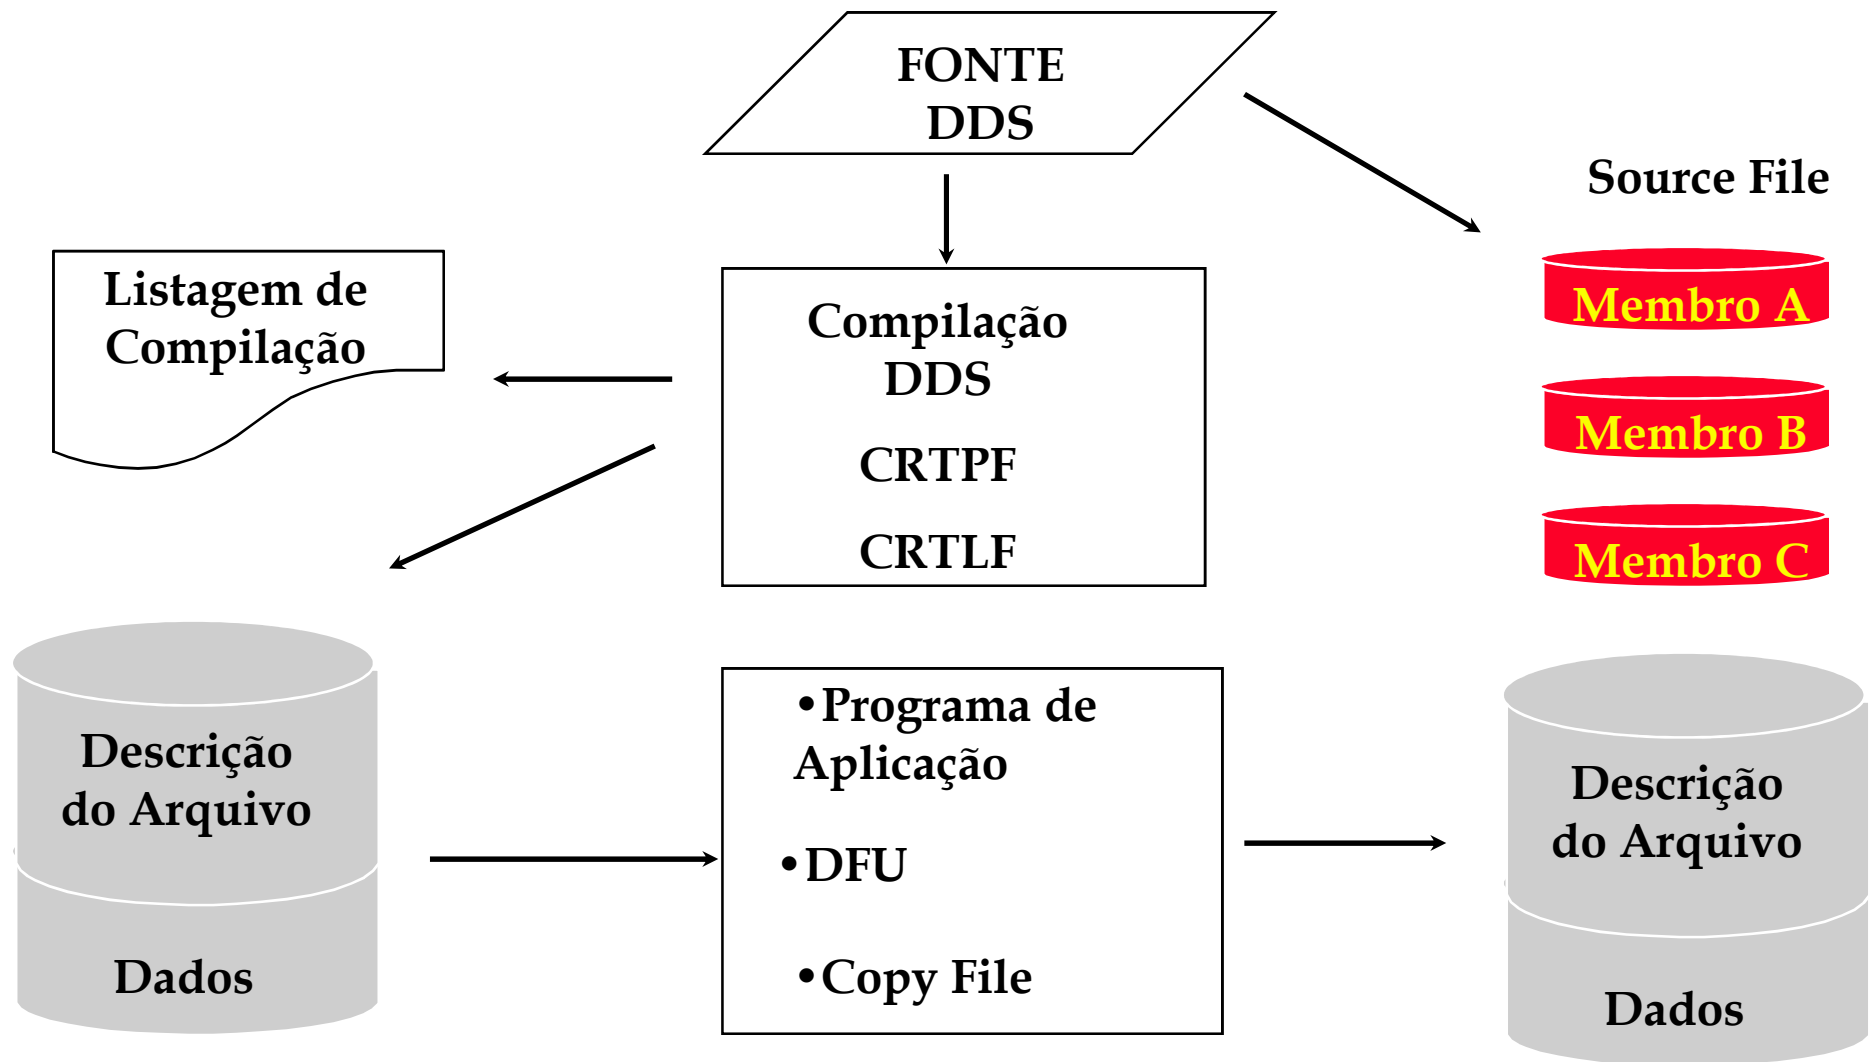 FONTE
DDS
Source File
Listagem de
Compilação
Compilação
DDS
CRTPF
CRTLF
Membro A
Membro B
Membro C
Descrição
do Arquivo
Dados
•Programa de
Aplicação
•DFU
•Copy File
Descrição
do Arquivo
Dados